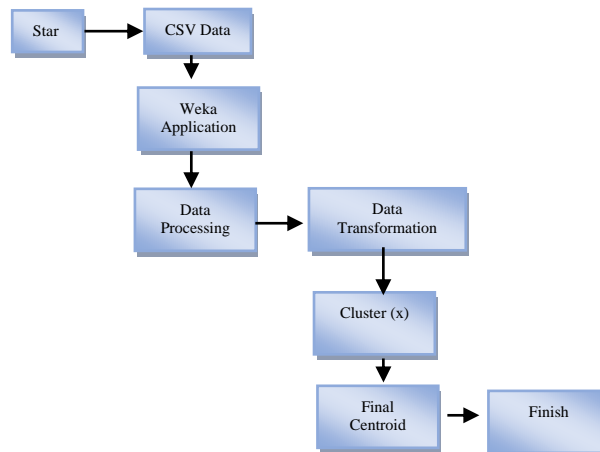 Star
CSV Data
Weka
Application
Data
Processing
Data
Transformation
Cluster (x)
Final
Centroid
Finish